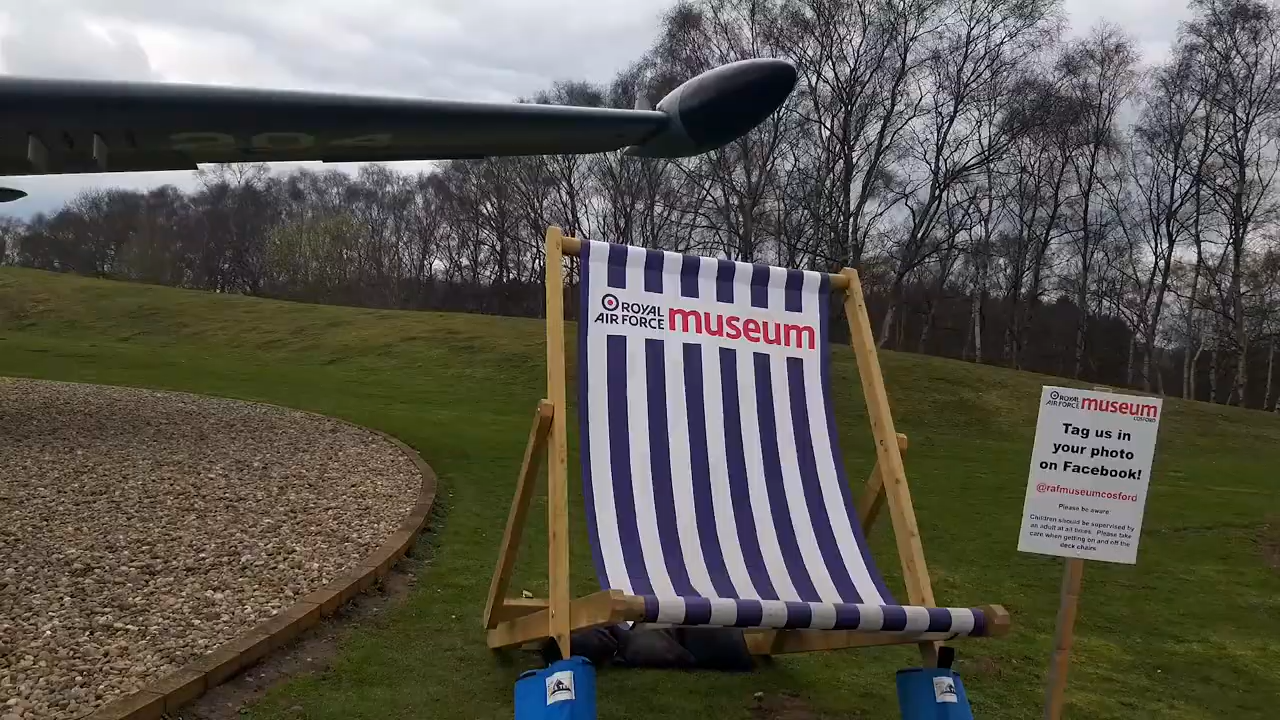 204
ROYAL
AIR FORCE museum
ROYAL
AIR FORCE museum
COSFORD
Tag us in
your photo
on Facebook!
@rafmuseumcosford
Please be aware
Children should be supervised by
an adult at all times. Please take
care when getting on and off the
deck chairs